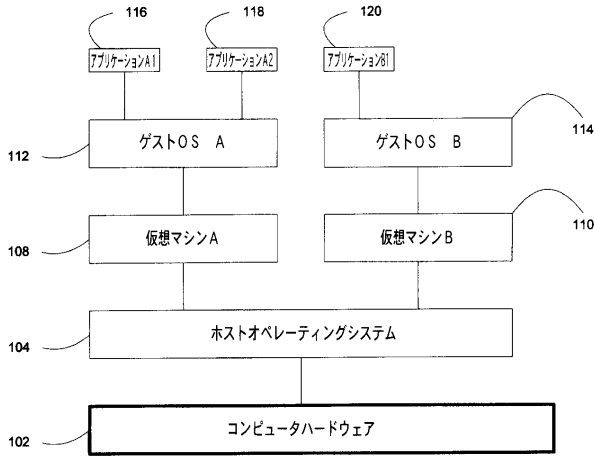 116
118
120
アプリケーションA1
アプリケーションA2
アプリケーションB1
ゲストOS A
ゲストOS B
112
114
仮想マシンA
仮想マシンB
108
110
ホストオペレーティングシステム
104
コンピュータハードウェア
102